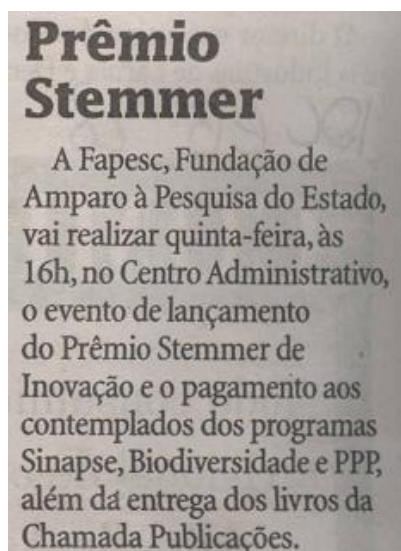 Prêmio
Stemmer
A Fapesc, Fundação de
Amparo à Pesquisa do Estado,
vai realizar quinta-feira, às
16h, no Centro Administrativo,
o evento de lançamento
do Prêmio Stemmer de
Inovação e o pagamento aos
contemplados dos programas
Sinapse, Biodiversidade e PPP,
além da entrega dos livros da
Chamada Publicações.